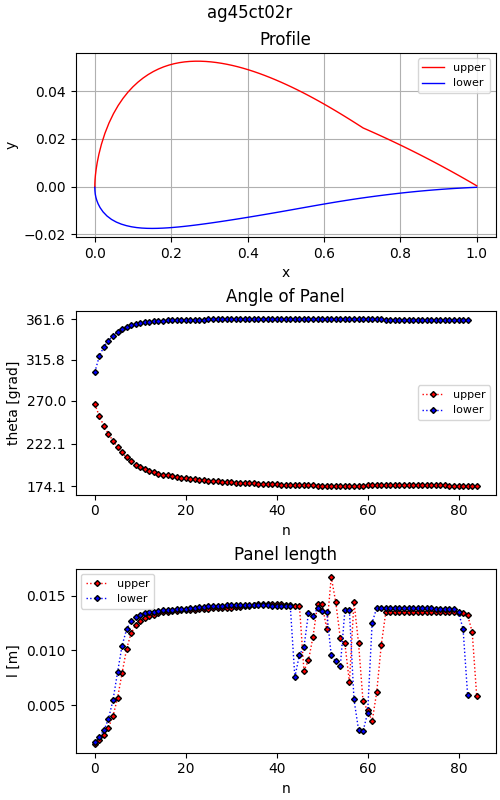 ag45ct02r
Profile
0.04
0.02
0.00
−0.02
y
upper
lower
0.0 0.2 0.4 0.6 0.8 1.0
x
Angle of Panel
361.6
315.8
270.0
222.1
174.1
theta [grad]
upper
lower
0 20 40 60 80
n
Panel length
0.015
0.010
0.005
l [m]
upper
lower
0 20 40 60 80
n